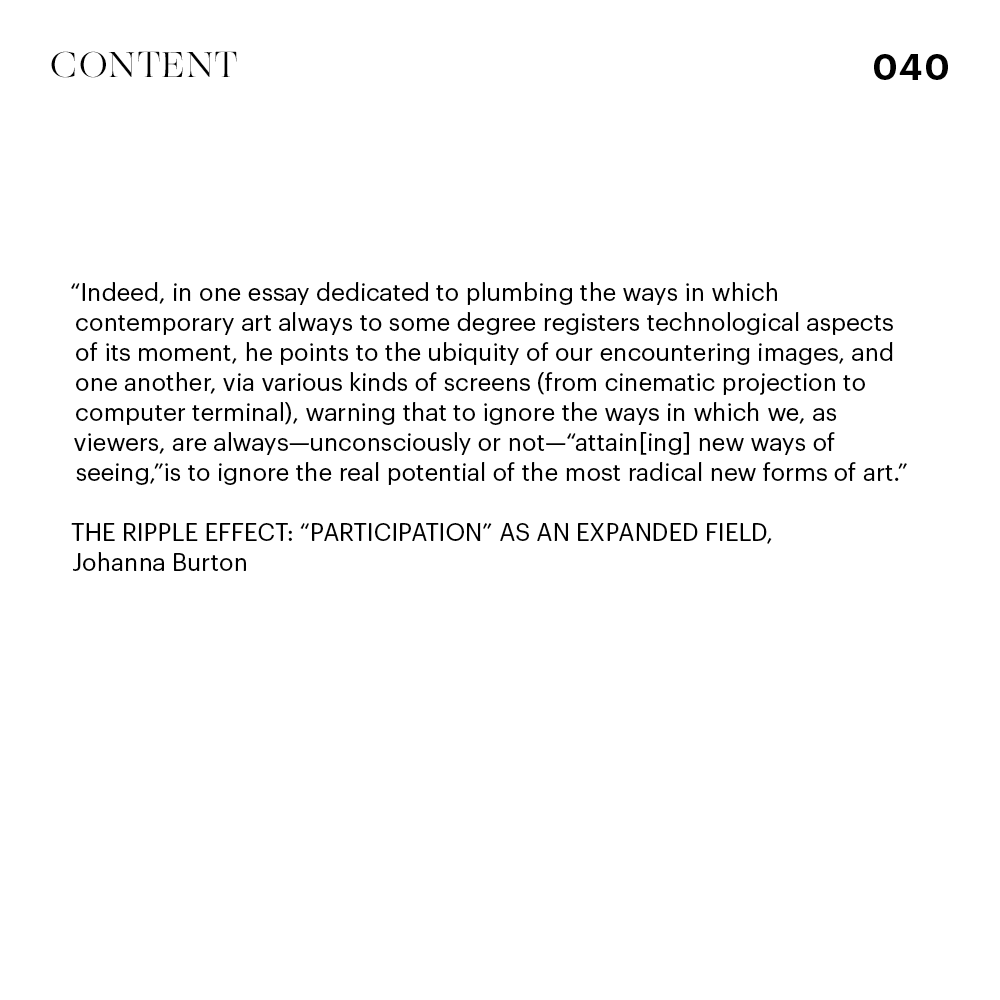 CONTENT
040
“Indeed, in one essay dedicated to plumbing the ways in which
contemporary art always to some degree registers technological aspects
of its moment, he points to the ubiquity of our encountering images, and
one another, via various kinds of screens (from cinematic projection to
computer terminal), warning that to ignore the ways in which we, as
viewers, are always—unconsciously or not—“attain[ing] new ways of
seeing,”is to ignore the real potential of the most radical new forms of art.”
THE RIPPLE EFFECT: “PARTICIPATION” AS AN EXPANDED FIELD,
Johanna Burton